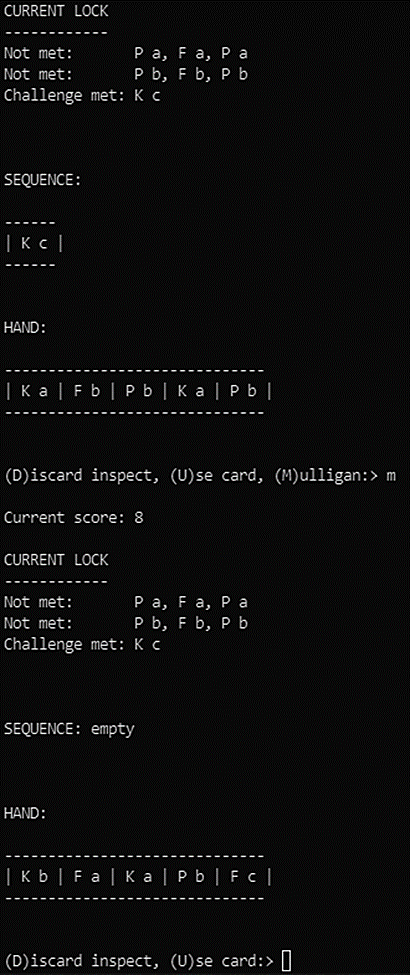 CURRENT LOCK
------------
Not met:       P a, F a, P a
Not met:       P b, F b, P b
Challenge met: K c
SEQUENCE:
------
| K c |
------
HAND:
------------------------------
| K a | F b | P b | K a | P b |
------------------------------
(D)iscard inspect, (U)se card, (M)ulligan:> m
Current score: 8
CURRENT LOCK
------------
Not met:       P a, F a, P a
Not met:       P b, F b, P b
Challenge met: K c
SEQUENCE: empty
HAND:
------------------------------
| K b | F a | K a | P b | F c |
------------------------------
(D)iscard inspect, (U)se card:>